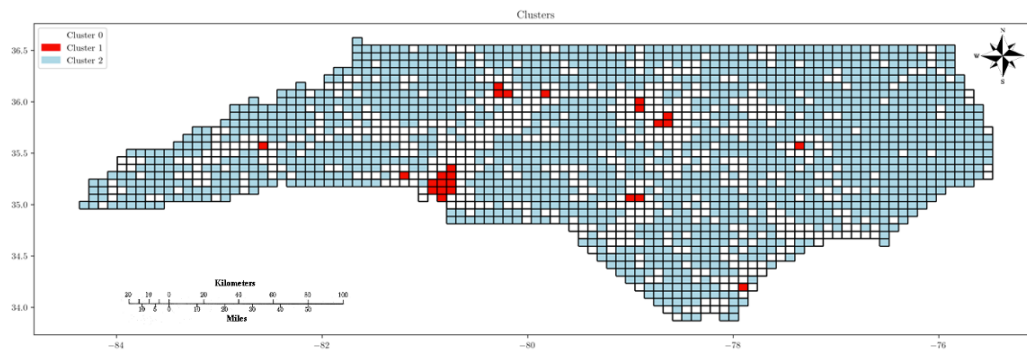 Clusters
Cluster 0
Cluster 1
Cluster 2
N
W
S
36.5
36.0
35.5
35.0
34.5
34.0
Kilometers
20 10 0 20 40 60 80 100
10 5 0 10 20 30 40 50
Miles
−84 −82 −80 −78 −76